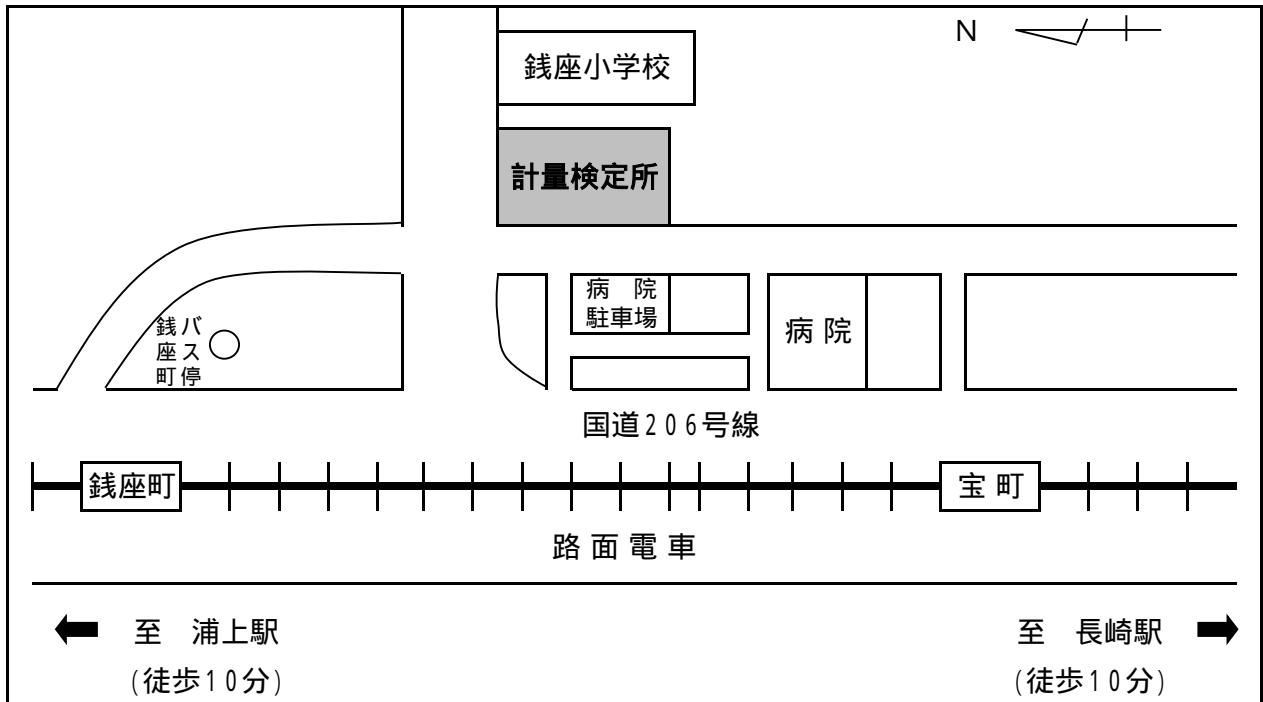 N
銭座小学校
計量検定所
病　院
駐車場
病 院
バス停
銭座町
国道２０６号線
銭座町
宝 町
路 面 電 車
至　浦上駅
(徒歩１０分)
至　長崎駅
(徒歩１０分)